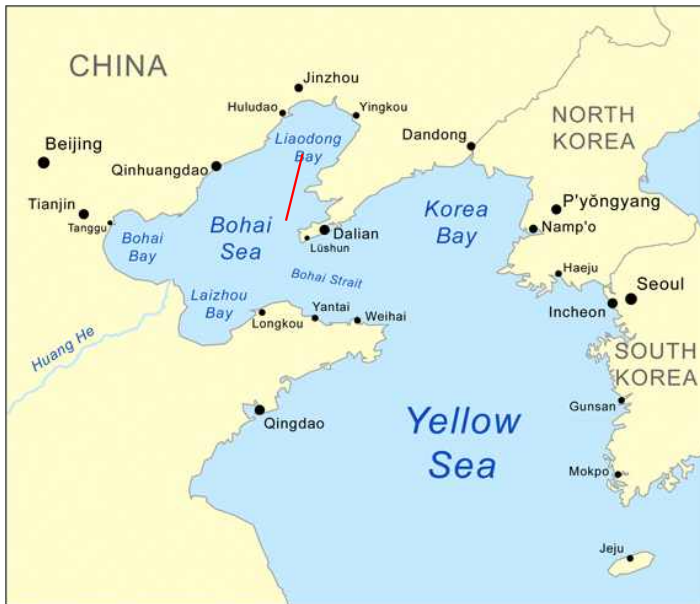 CHINA
Jinzhou
Huludao
Yingkou
Liaodong
Bay
NORTH
KOREA
Dandong
Beijing
Qinhuangdao
Tianjin
Tanggu
P'yŏngyang
Korea
Bay
Bohai
Sea
Dalian
Lüshun
Namp'o
Bohai
Bay
Haeju
Bohai Strait
Seoul
Incheon
Laizhou
Bay
Yantai
Longkou
Weihai
Huang He
SOUTH
KOREA
Gunsan
Qingdao
Yellow
Sea
Mokpo
Jeju